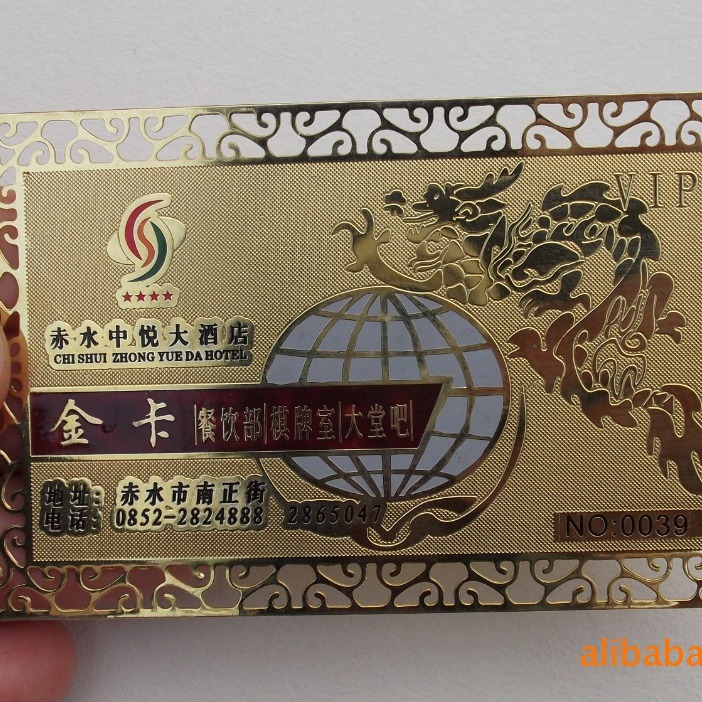 VIP
赤水中悦大酒店
CHI SHUI ZHONG YUE DA HOTEL
金卡 餐饮部 棋牌室 大堂吧
地址: 赤水市南正街
电话: 0852-2824888 2865047
NO:0039
alibaba